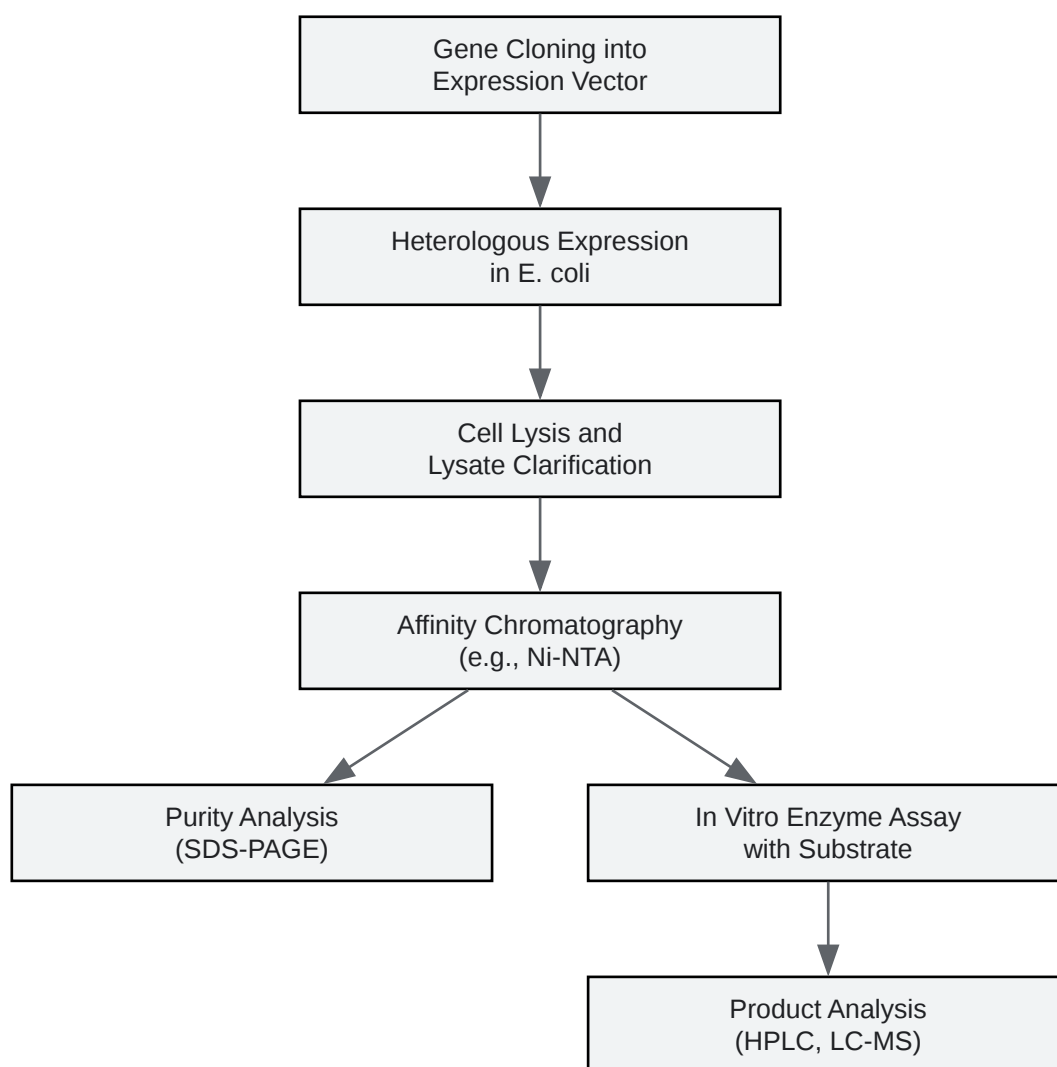 Gene Cloning into
Expression Vector
Heterologous Expression
in E. coli
Cell Lysis and
Lysate Clarification
Affinity Chromatography
(e.g., Ni-NTA)
Purity Analysis
(SDS-PAGE)
In Vitro Enzyme Assay
with Substrate
Product Analysis
(HPLC, LC-MS)